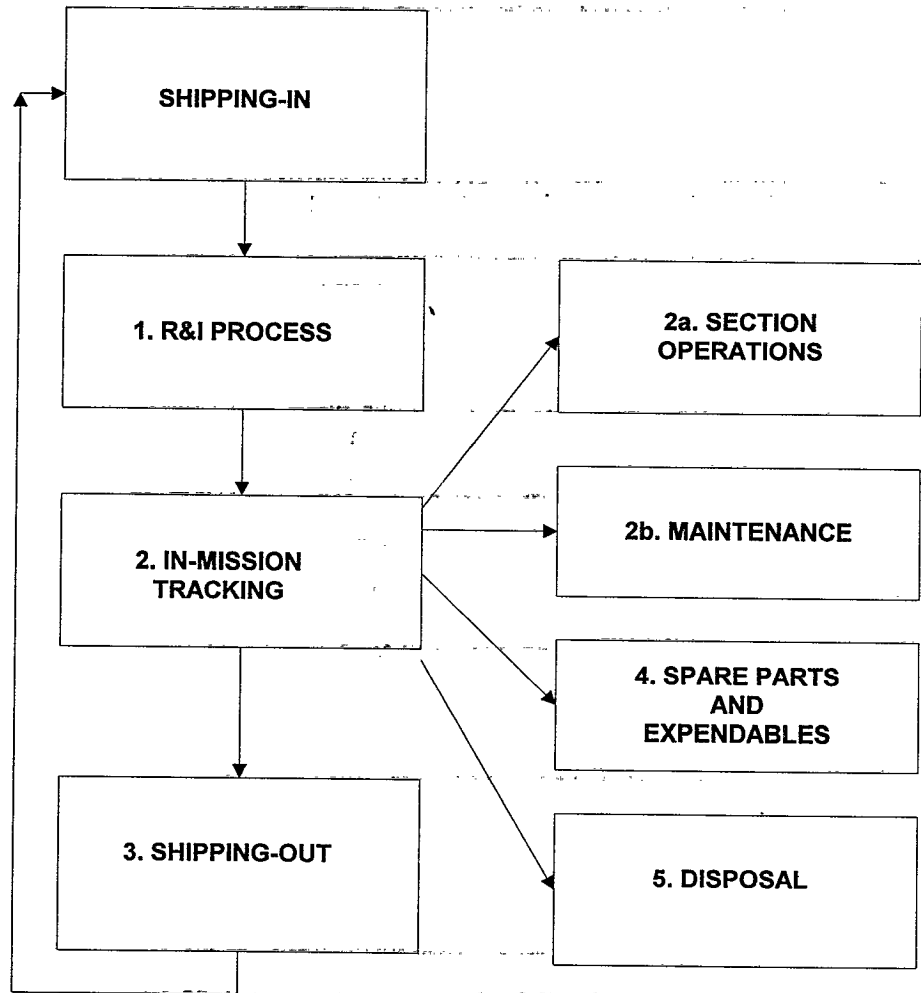 SHIPPING-IN
1. R&I PROCESS
2a. SECTION
OPERATIONS
2. IN-MISSION
TRACKING
2b. MAINTENANCE
4. SPARE PARTS
AND
EXPENDABLES
3. SHIPPING-OUT
5. DISPOSAL